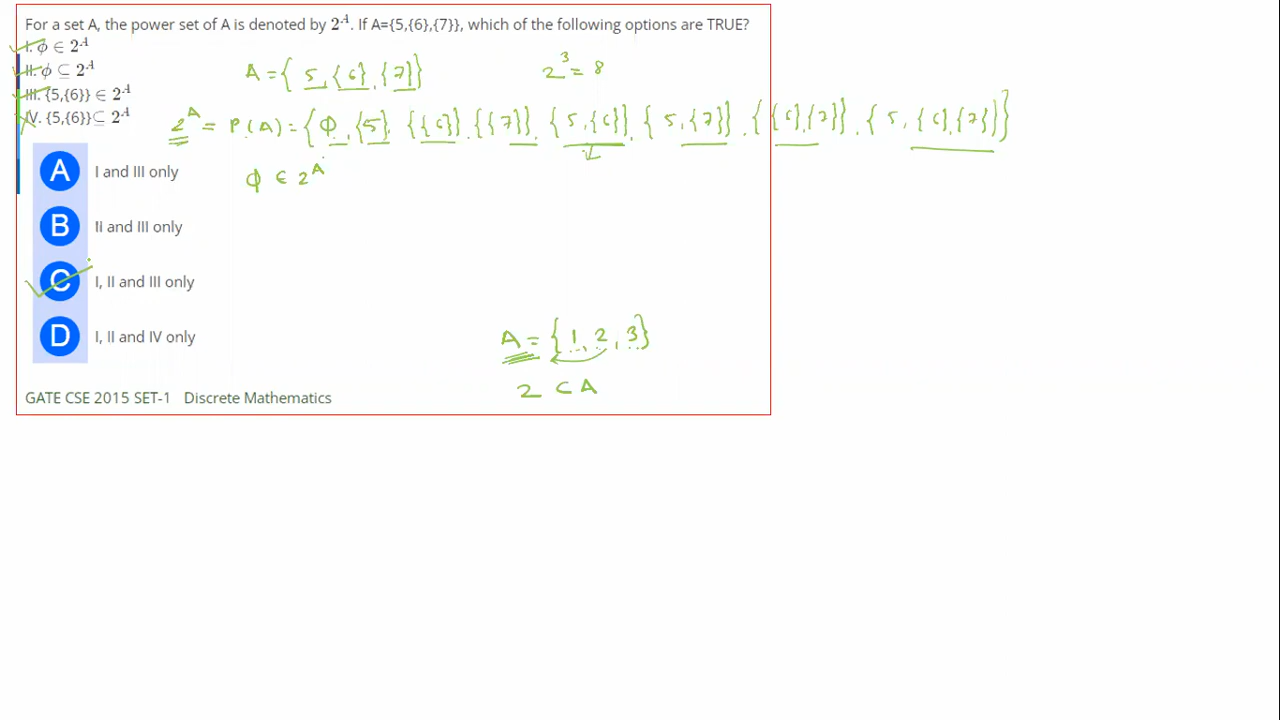 For a set A, the power set of A is denoted by 2^A. If A={5,{6},{7}}, which of the following options are TRUE?
I. ϕ ∈ 2^A
II. ϕ ⊆ 2^A
III. {5,{6}} ∈ 2^A
IV. {5,{6}} ⊆ 2^A
A = { 5, {6}, {7}}
2^3 = 8
2^A = P(A) = { ϕ, {5}, {{6}}, {{7}}, {5,{6}}, {5,{7}}, {{6},{7}}, {5, {6},{7}}}
ϕ ∈ 2^A
A I and III only
B II and III only
C I, II and III only
D I, II and IV only
A = {1, 2, 3}
2 ⊂ A
GATE CSE 2015 SET-1 Discrete Mathematics